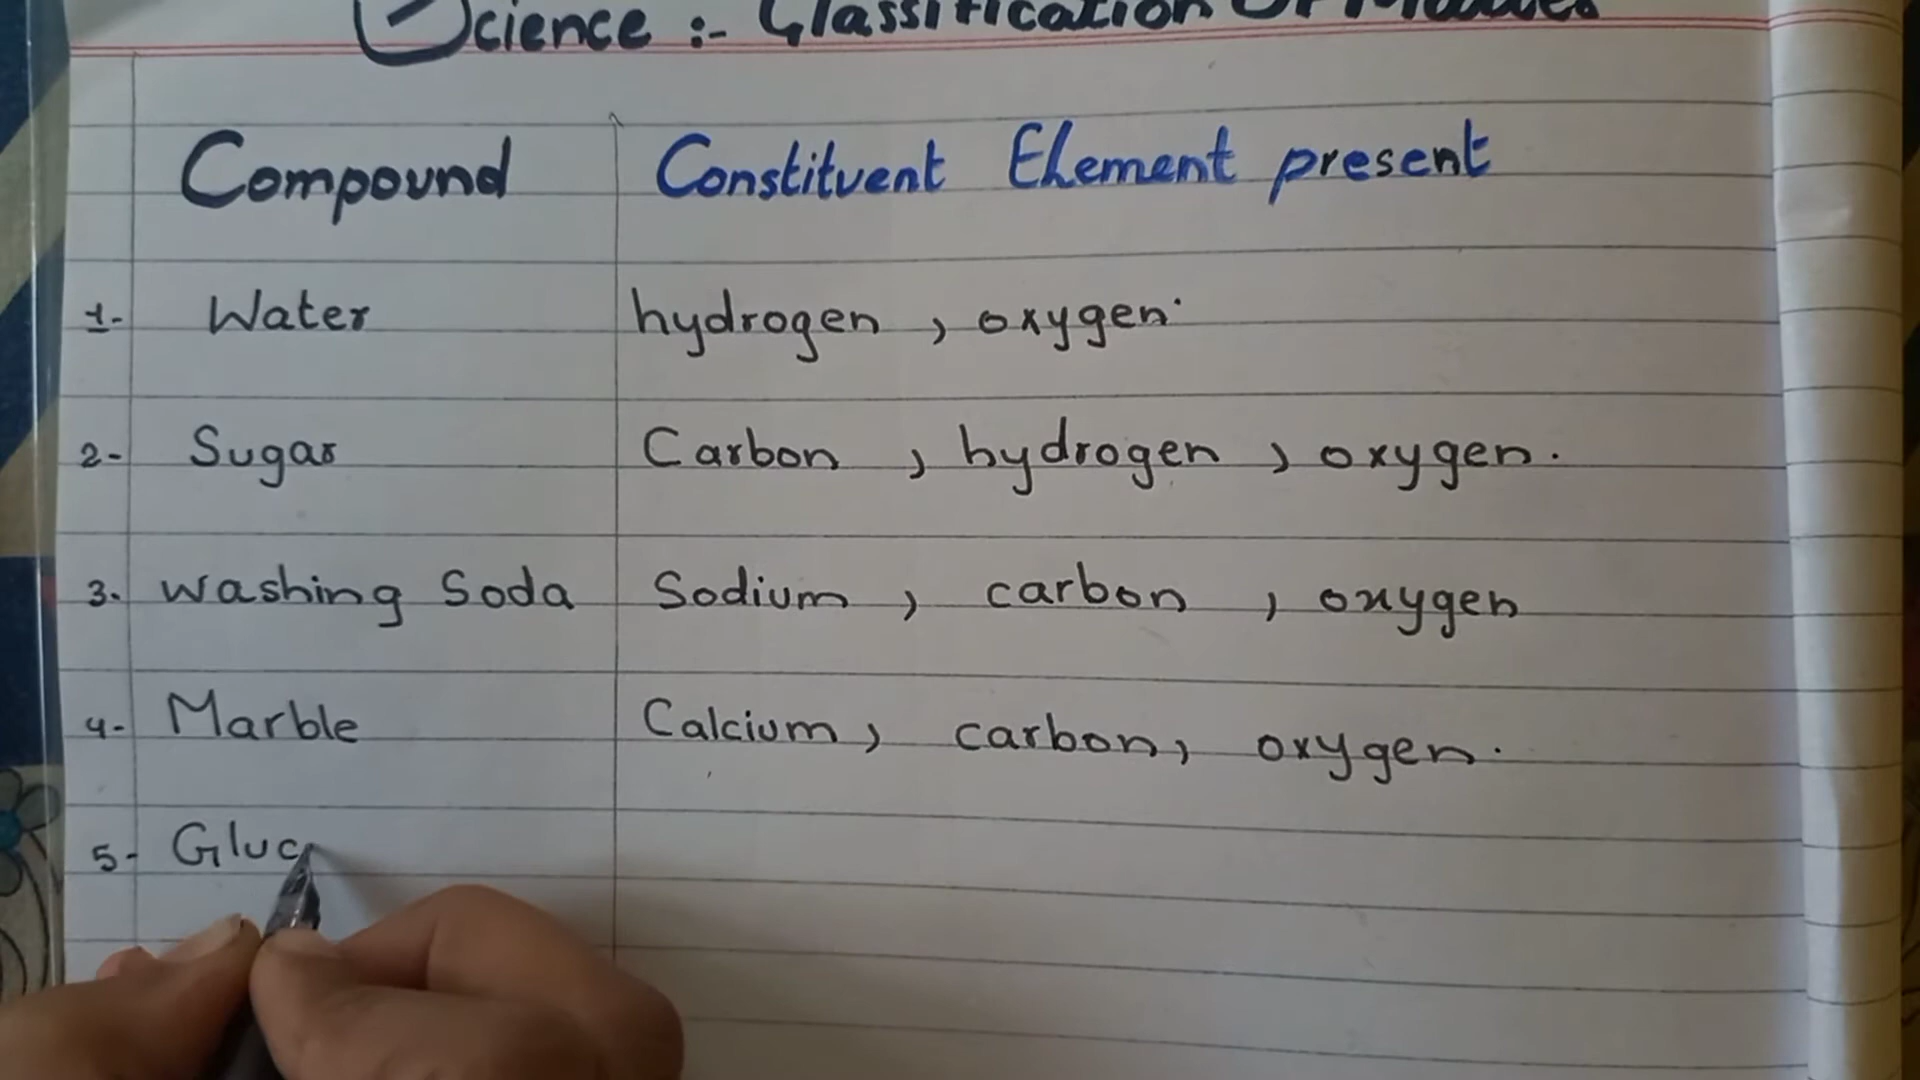 Science :- Classification Of Matter
Compound Constituent Element present
1- Water hydrogen , oxygen.
2- Sugar Carbon , hydrogen , oxygen.
3. Washing Soda Sodium , carbon , oxygen
4- Marble Calcium , carbon , oxygen.
5- Gluc